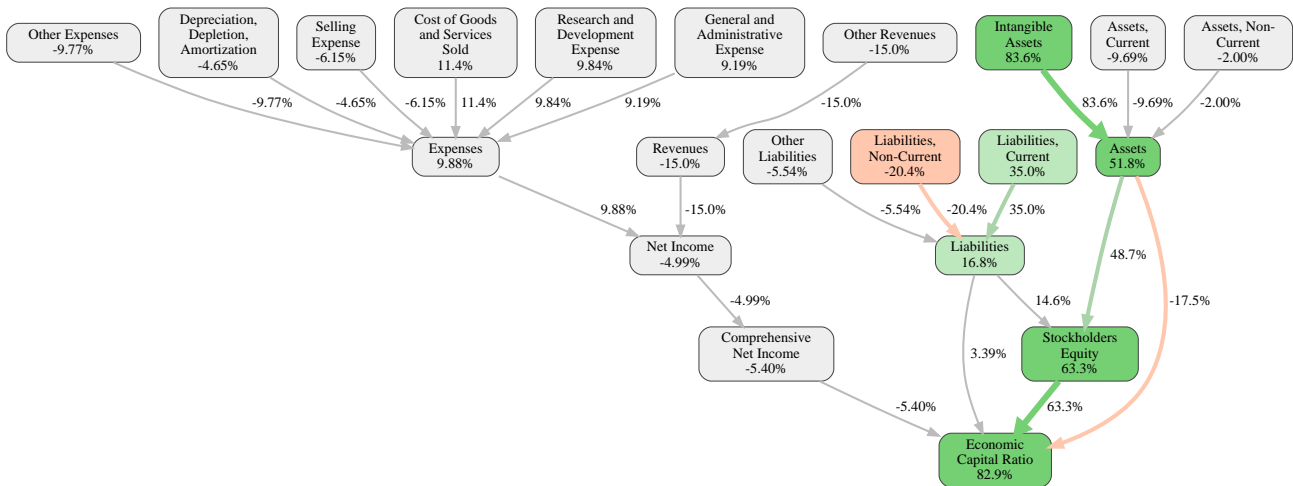 Other Expenses
-9.77%
Depreciation,
Depletion,
Amortization
-4.65%
Selling
Expense
-6.15%
Cost of Goods
and Services
Sold
11.4%
Research and
Development
Expense
9.84%
General and
Administrative
Expense
9.19%
Other Revenues
-15.0%
Intangible
Assets
83.6%
Assets,
Current
-9.69%
Assets, Non-
Current
-2.00%
-9.77%
-4.65%
-6.15%
11.4%
9.84%
9.19%
-15.0%
83.6%
-9.69%
-2.00%
Expenses
9.88%
Revenues
-15.0%
Other
Liabilities
-5.54%
Liabilities,
Non-Current
-20.4%
Liabilities,
Current
35.0%
Assets
51.8%
9.88%
-15.0%
-5.54%
-20.4%
35.0%
Net Income
-4.99%
Liabilities
16.8%
48.7%
-4.99%
14.6%
-17.5%
Comprehensive
Net Income
-5.40%
3.39%
Stockholders
Equity
63.3%
-5.40%
63.3%
Economic
Capital Ratio
82.9%